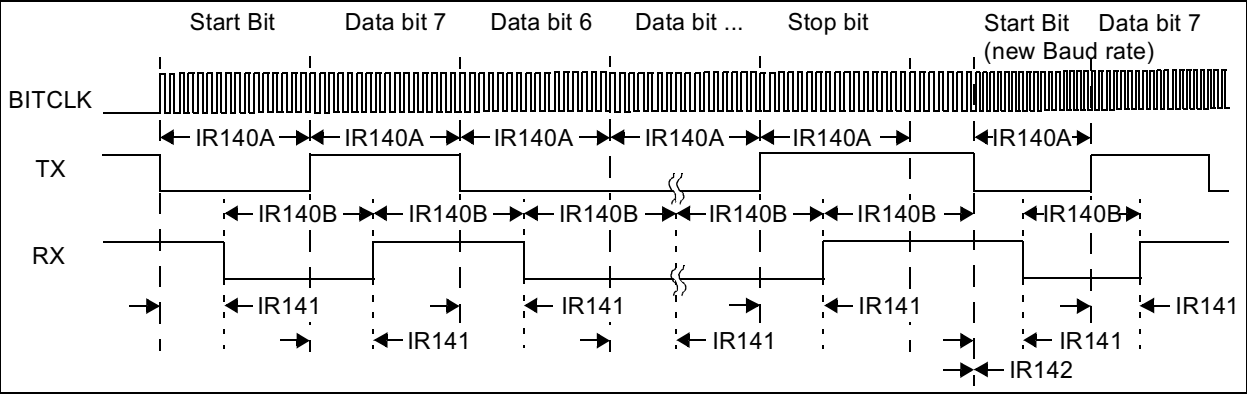 Start Bit Data bit 7 Data bit 6 Data bit ... Stop bit Start Bit Data bit 7
(new Baud rate)
BITCLK
IR140A IR140A IR140A IR140A IR140A IR140A
TX
IR140B IR140B IR140B IR140B IR140B IR140B
RX
IR141 IR141 IR141 IR141
IR141 IR141 IR141
IR142